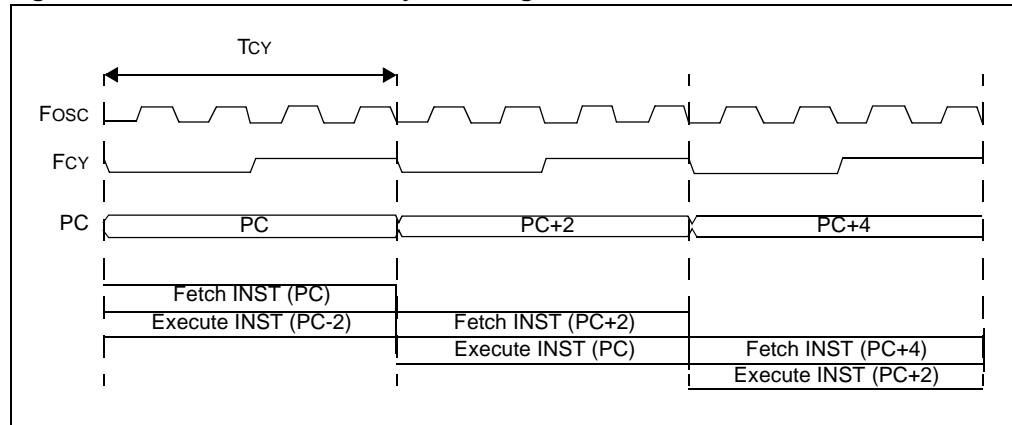 TCY
FOSC
FCY
PC PC PC+2 PC+4
Fetch INST (PC)
Execute INST (PC-2) Fetch INST (PC+2)
Execute INST (PC) Fetch INST (PC+4)
Execute INST (PC+2)